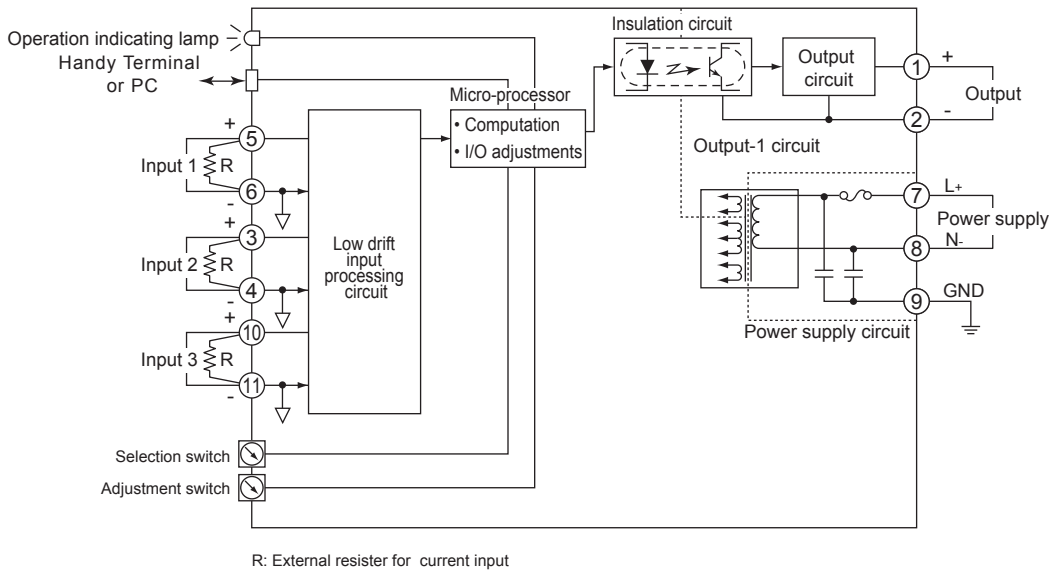 Insulation circuit
Operation indicating lamp
Handy Terminal
or PC
Output
circuit
1
+
Output
2
-
Micro-processor
• Computation
• I/O adjustments
Output-1 circuit
+
5
Input 1
R
6
-
+
3
Input 2
R
4
-
+
10
Input 3
R
11
-
Low drift
input
processing
circuit
7
L+
Power supply
8
N-
9
GND
Power supply circuit
Selection switch
Adjustment switch
R: External resister for current input